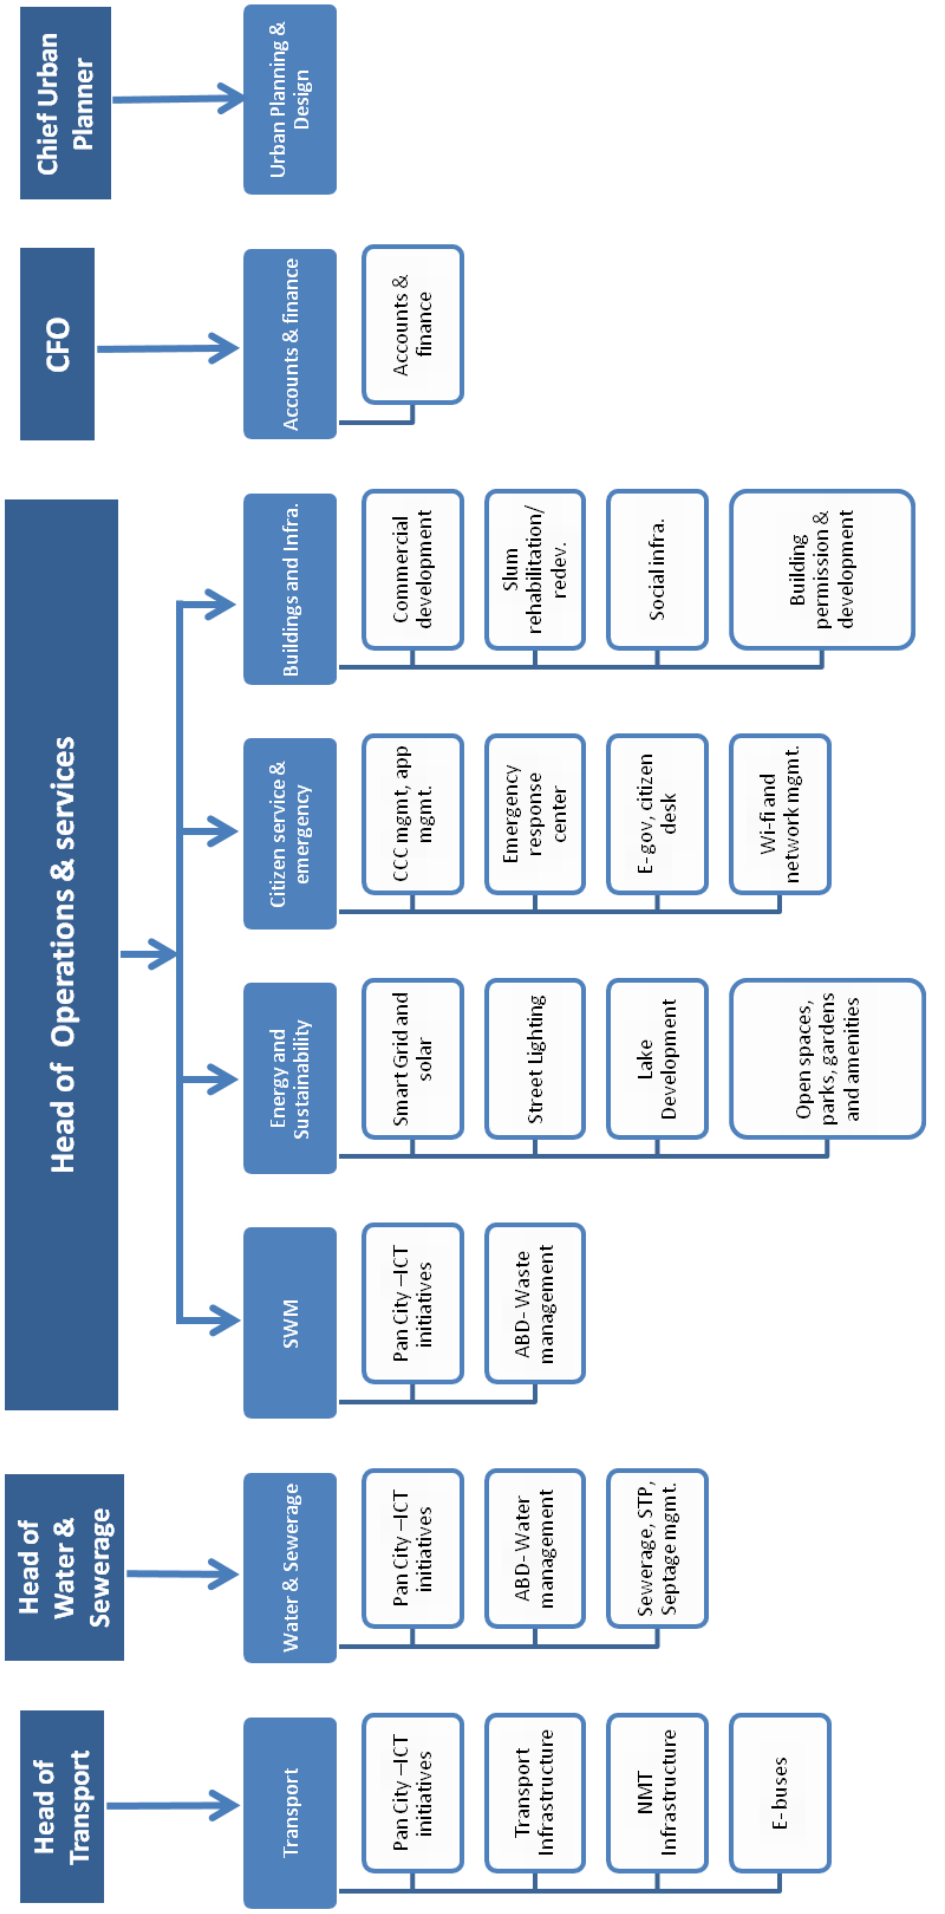 Head of
Transport
Head of
Water &
Sewerage
Head of Operations & services
CFO
Chief Urban
Planner
Transport
Water & Sewerage
SWM
Energy and
Sustainability
Citizen service &
emergency
Buildings and Infra.
Accounts & finance
Urban Planning &
Design
Pan City –ICT
initiatives
Transport
Infrastructure
NMT
Infrastructure
E-buses
Pan City –ICT
initiatives
ABD-Water
management
Sewerage, STP,
Septage mgmt.
Pan City –ICT
initiatives
ABD-Waste
management
Smart Grid and
solar
Street Lighting
Lake
Development
Open spaces,
parks, gardens
and amenities
CCC mgmt, app
mgmt.
Emergency
response
center
E-gov, citizen
desk
Wi-fi and
network mgmt.
Commercial
development
Slum
rehabilitation/
redev.
Social infra.
Building
permission &
development
Accounts &
finance